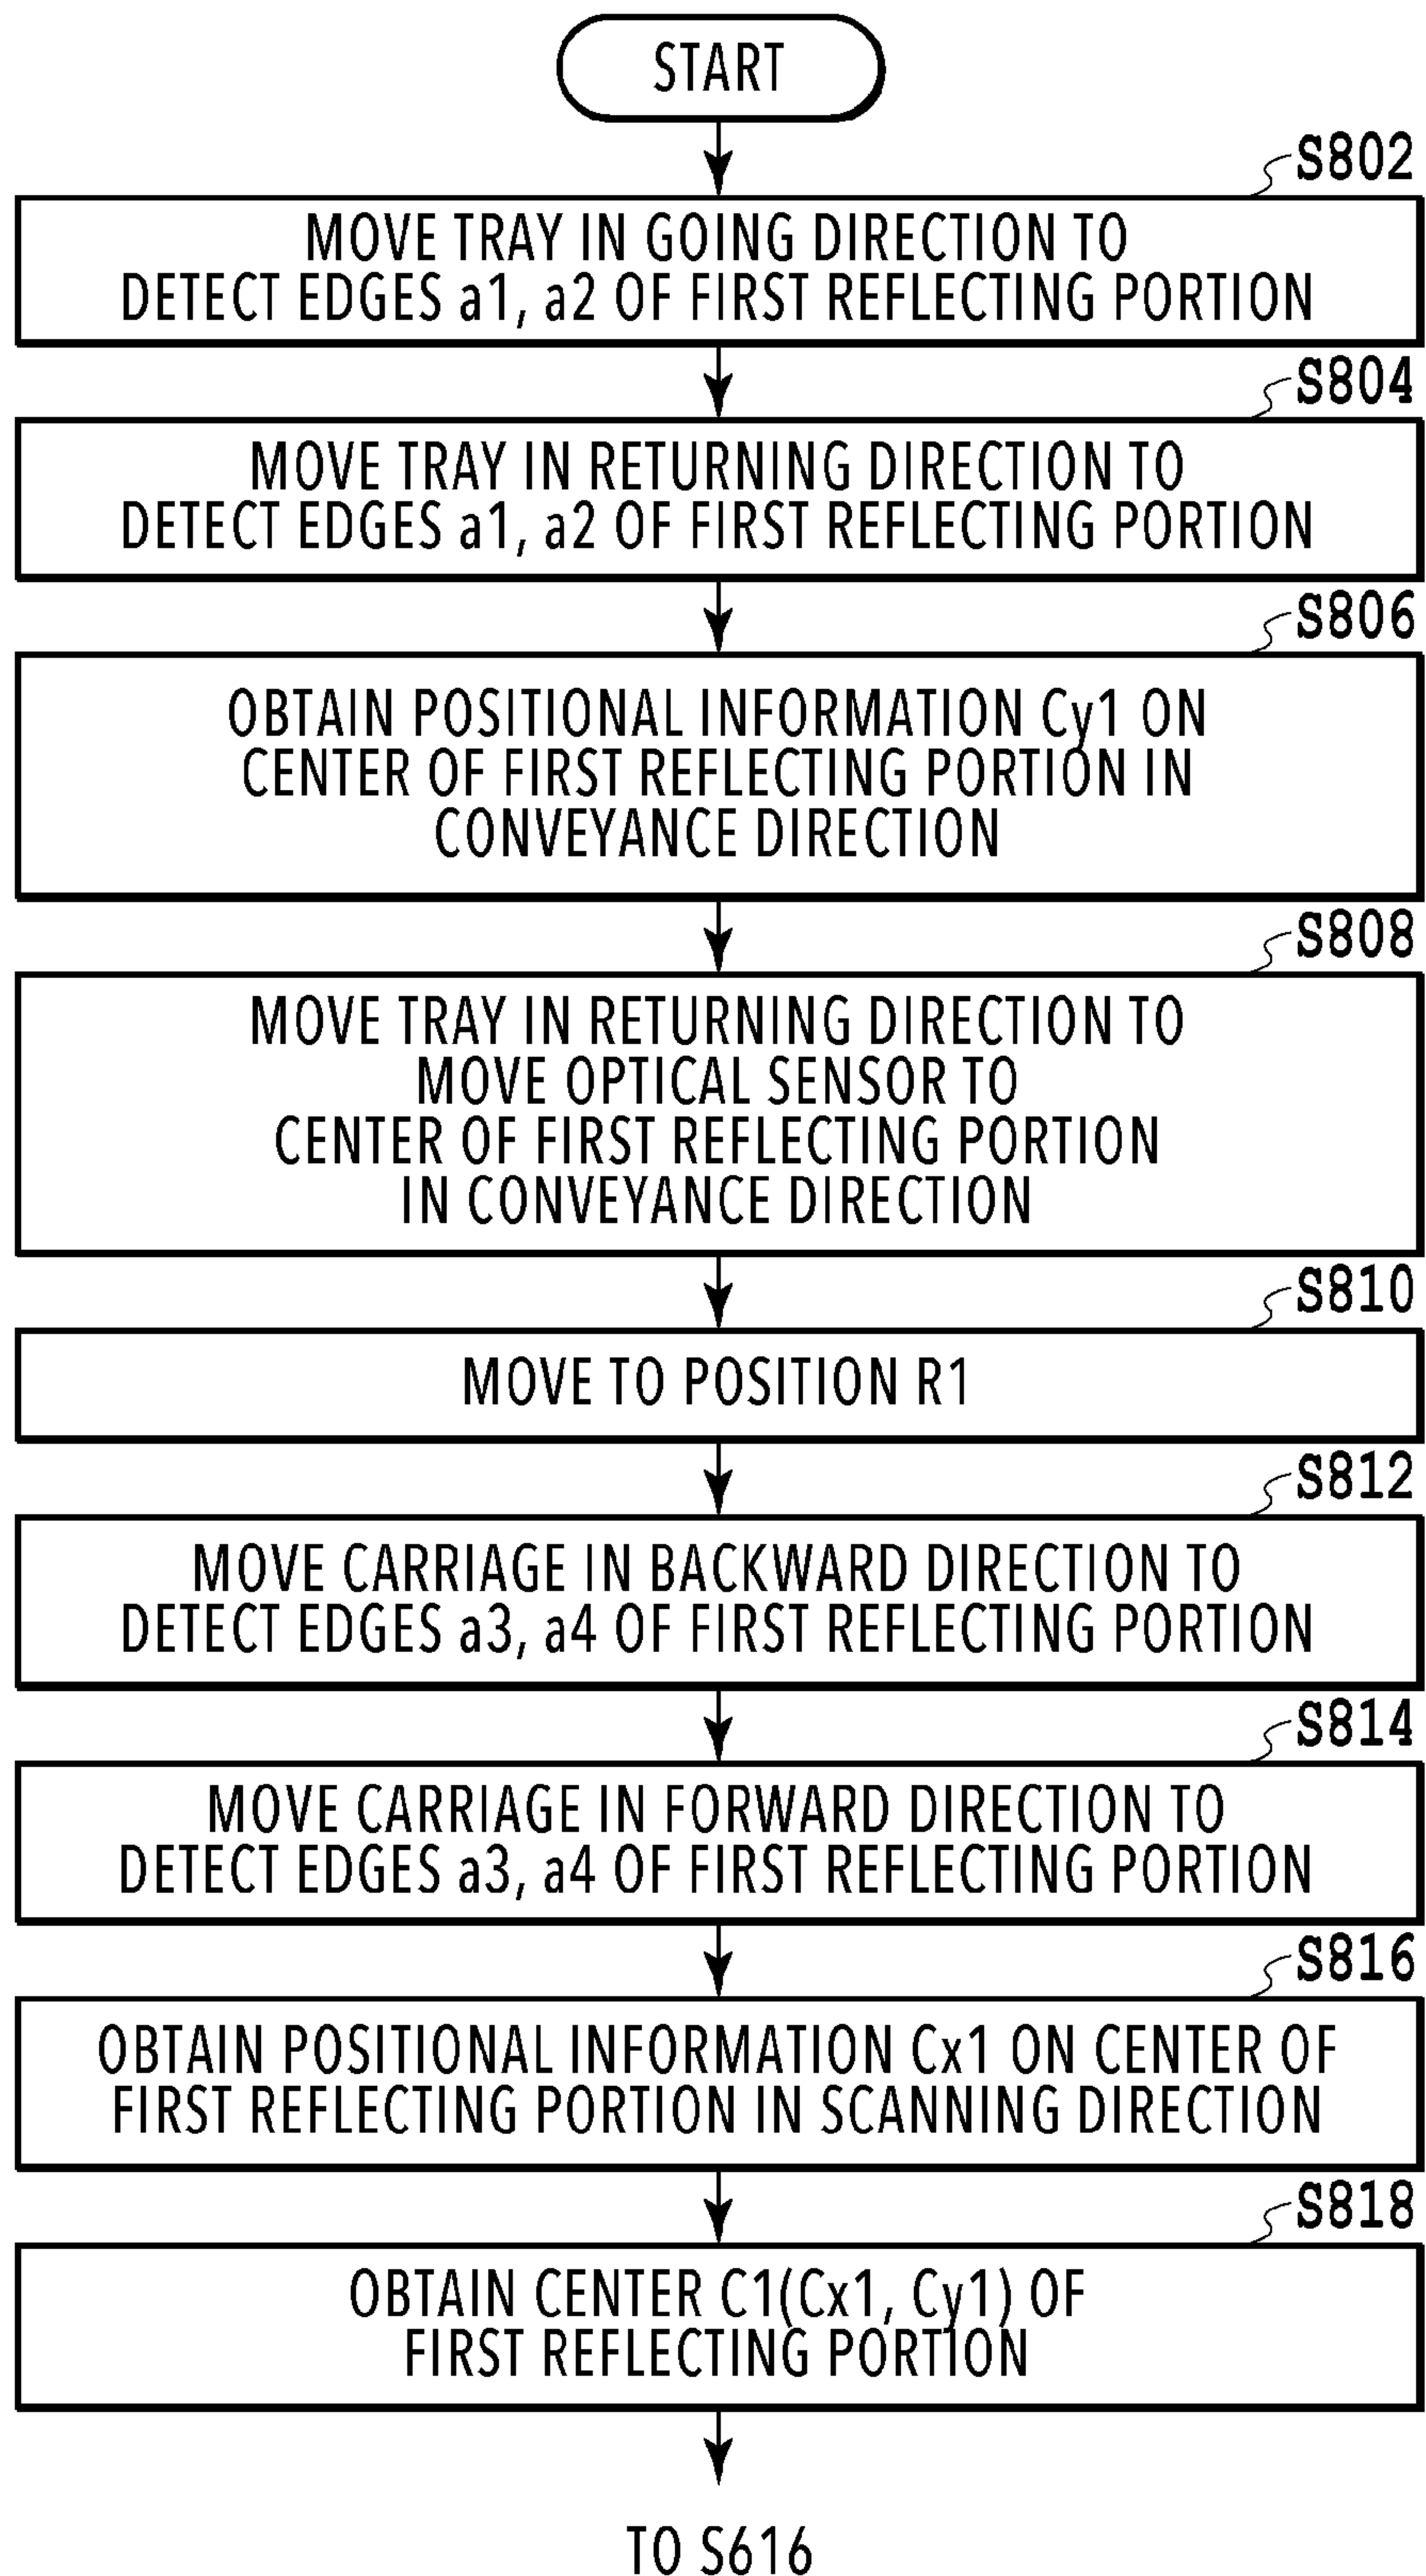 START
S802
MOVE TRAY IN GOING DIRECTION TO
DETECT EDGES a1, a2 OF FIRST REFLECTING PORTION
S804
MOVE TRAY IN RETURNING DIRECTION TO
DETECT EDGES a1, a2 OF FIRST REFLECTING PORTION
S806
OBTAIN POSITIONAL INFORMATION Cy1 ON
CENTER OF FIRST REFLECTING PORTION IN
CONVEYANCE DIRECTION
S808
MOVE TRAY IN RETURNING DIRECTION TO
MOVE OPTICAL SENSOR TO
CENTER OF FIRST REFLECTING PORTION
IN CONVEYANCE DIRECTION
S810
MOVE TO POSITION R1
S812
MOVE CARRIAGE IN BACKWARD DIRECTION TO
DETECT EDGES a3, a4 OF FIRST REFLECTING PORTION
S814
MOVE CARRIAGE IN FORWARD DIRECTION TO
DETECT EDGES a3, a4 OF FIRST REFLECTING PORTION
S816
OBTAIN POSITIONAL INFORMATION Cx1 ON CENTER OF
FIRST REFLECTING PORTION IN SCANNING DIRECTION
S818
OBTAIN CENTER C1(Cx1, Cy1) OF
FIRST REFLECTING PORTION
TO S616